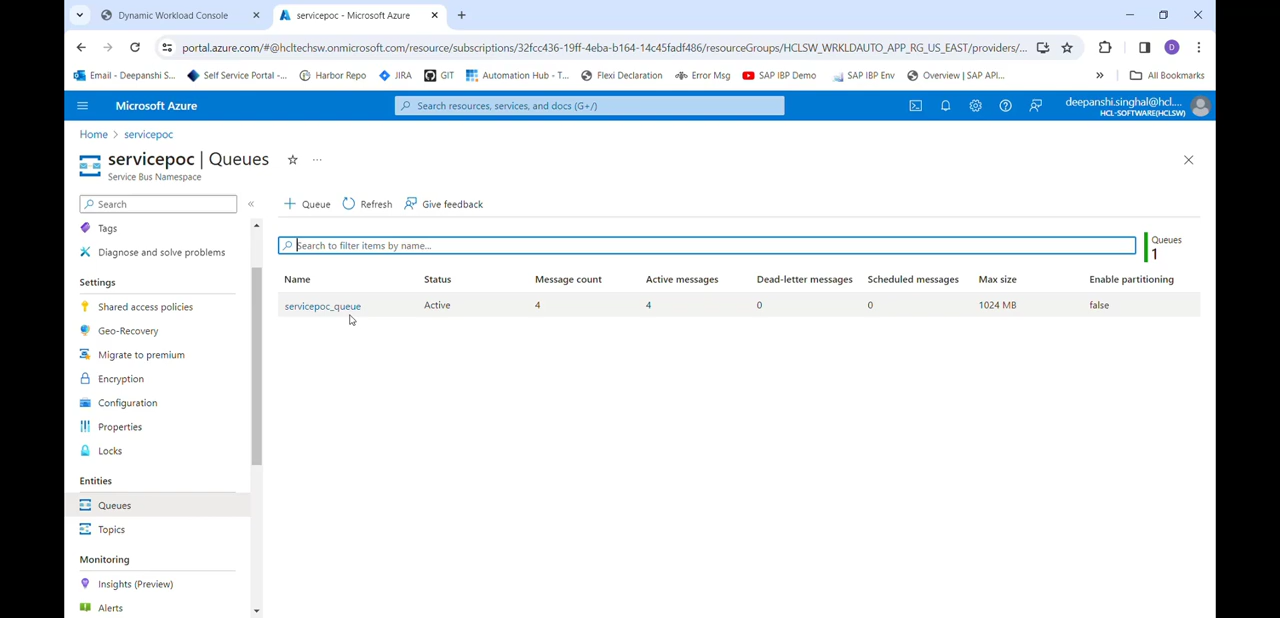 Dynamic Workload Console
servicepoc - Microsoft Azure
portal.azure.com/#@hcltechsw.onmicrosoft.com/resource/subscriptions/32fcc436-19ff-4eba-b164-14c45fadf486/resourceGroups/HCLSW_WRKLDAUTO_APP_RG_US_EAST/providers/...
D
Email - Deepanshi S...
Self Service Portal -...
Harbor Repo
JIRA
GIT
Automation Hub - T...
Flexi Declaration
Error Msg
SAP IBP Demo
SAP IBP Env
Overview | SAP API...
»
All Bookmarks
Microsoft Azure
Search resources, services, and docs (G+/)
deepanshi.singhal@hcl....
HCL-SOFTWARE(HCLSW)
Home > servicepoc
servicepoc | Queues
...
Service Bus Namespace
Search
«
+ Queue
Refresh
Give feedback
Tags
Diagnose and solve problems
Settings
Shared access policies
Geo-Recovery
Migrate to premium
Encryption
Configuration
Properties
Locks
Entities
Queues
Topics
Monitoring
Insights (Preview)
Alerts
Search to filter items by name...
Queues
1
Name Status Message count Active messages Dead-letter messages Scheduled messages Max size Enable partitioning
servicepoc_queue Active 4 4 0 0 1024 MB false